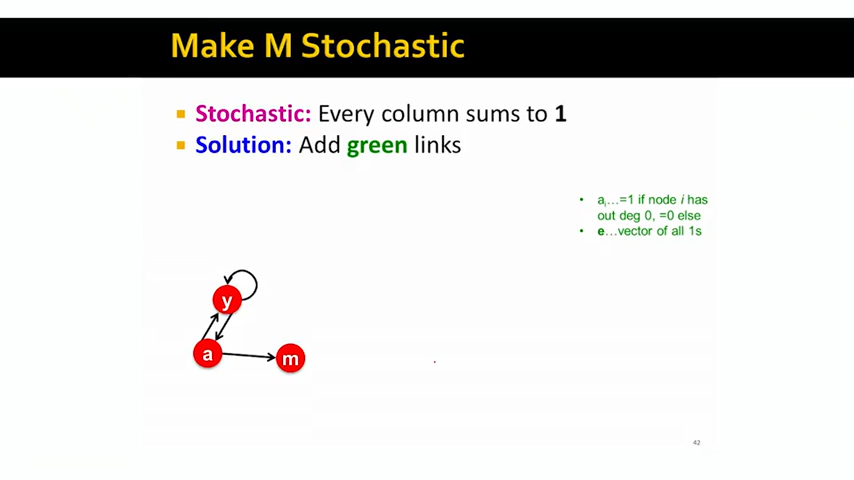 Make M Stochastic
Stochastic: Every column sums to 1
Solution: Add green links
• ai…=1 if node i has
out deg 0, =0 else
• e…vector of all 1s
y
a
m
42